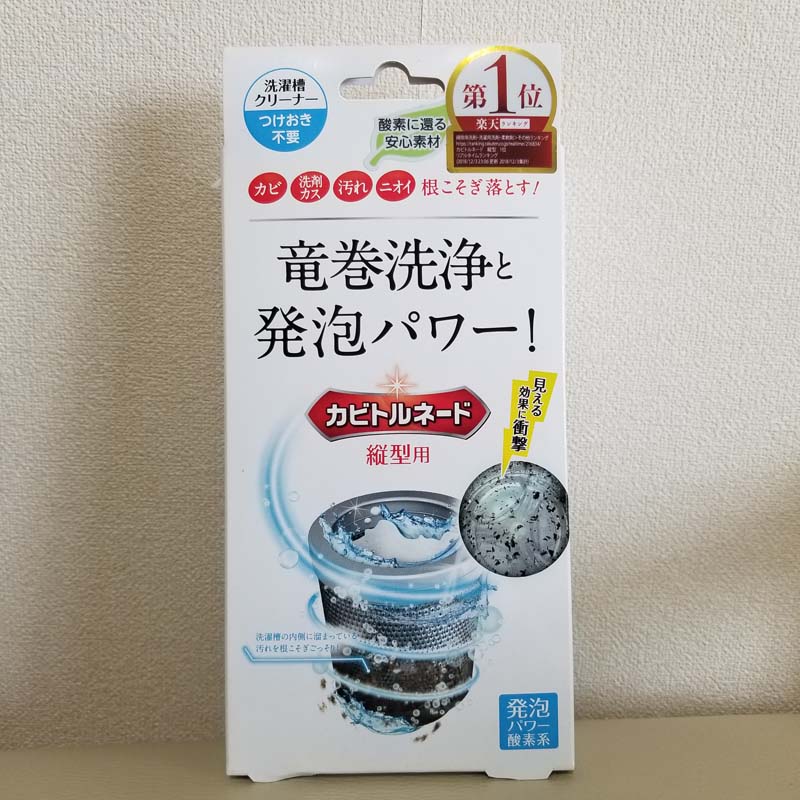 洗濯槽
クリーナー
つけおき
不要
酸素に還る
安心素材
第1位
楽天ランキング
カビ
洗剤
カス
汚れ
ニオイ
根こそぎ落とす!
竜巻洗浄と
発泡パワー!
カビトルネード
縦型用
見える
効果に衝撃
洗濯槽の内側に溜まっている
汚れを根こそぎごっそり!
発泡
パワー
酸素系